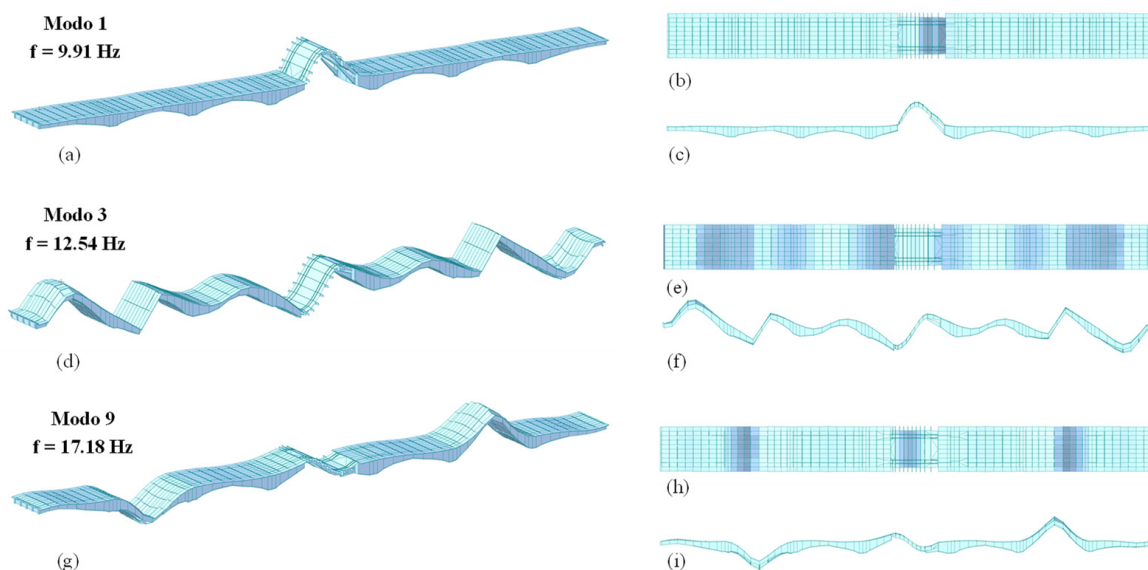 Modo 1
f = 9.91 Hz
(a)
(b)
(c)
Modo 3
f = 12.54 Hz
(d)
(e)
(f)
Modo 9
f = 17.18 Hz
(g)
(h)
(i)